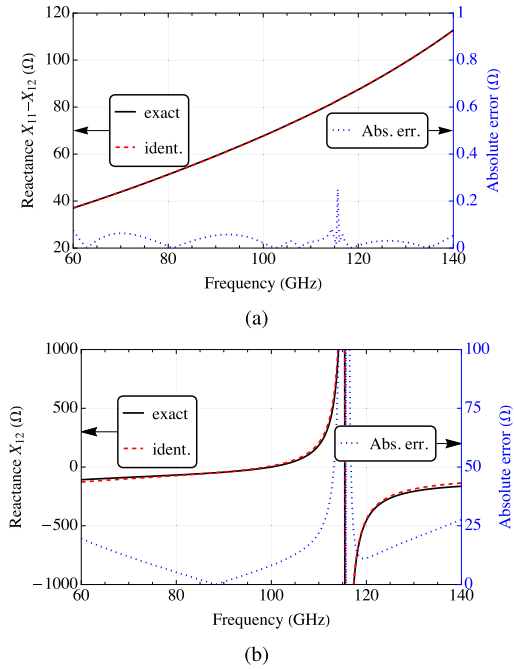 120
100
80
60
40
20
1
0.8
0.6
0.4
0.2
0
60
80
100
120
140
Reactance X11−X12 (Ω)
Absolute error (Ω)
exact
ident.
Abs. err.
Frequency (GHz)
(a)
1000
500
0
−500
−1000
100
75
50
25
0
60
80
100
120
140
Reactance X12 (Ω)
Absolute error (Ω)
exact
ident.
Abs. err.
Frequency (GHz)
(b)